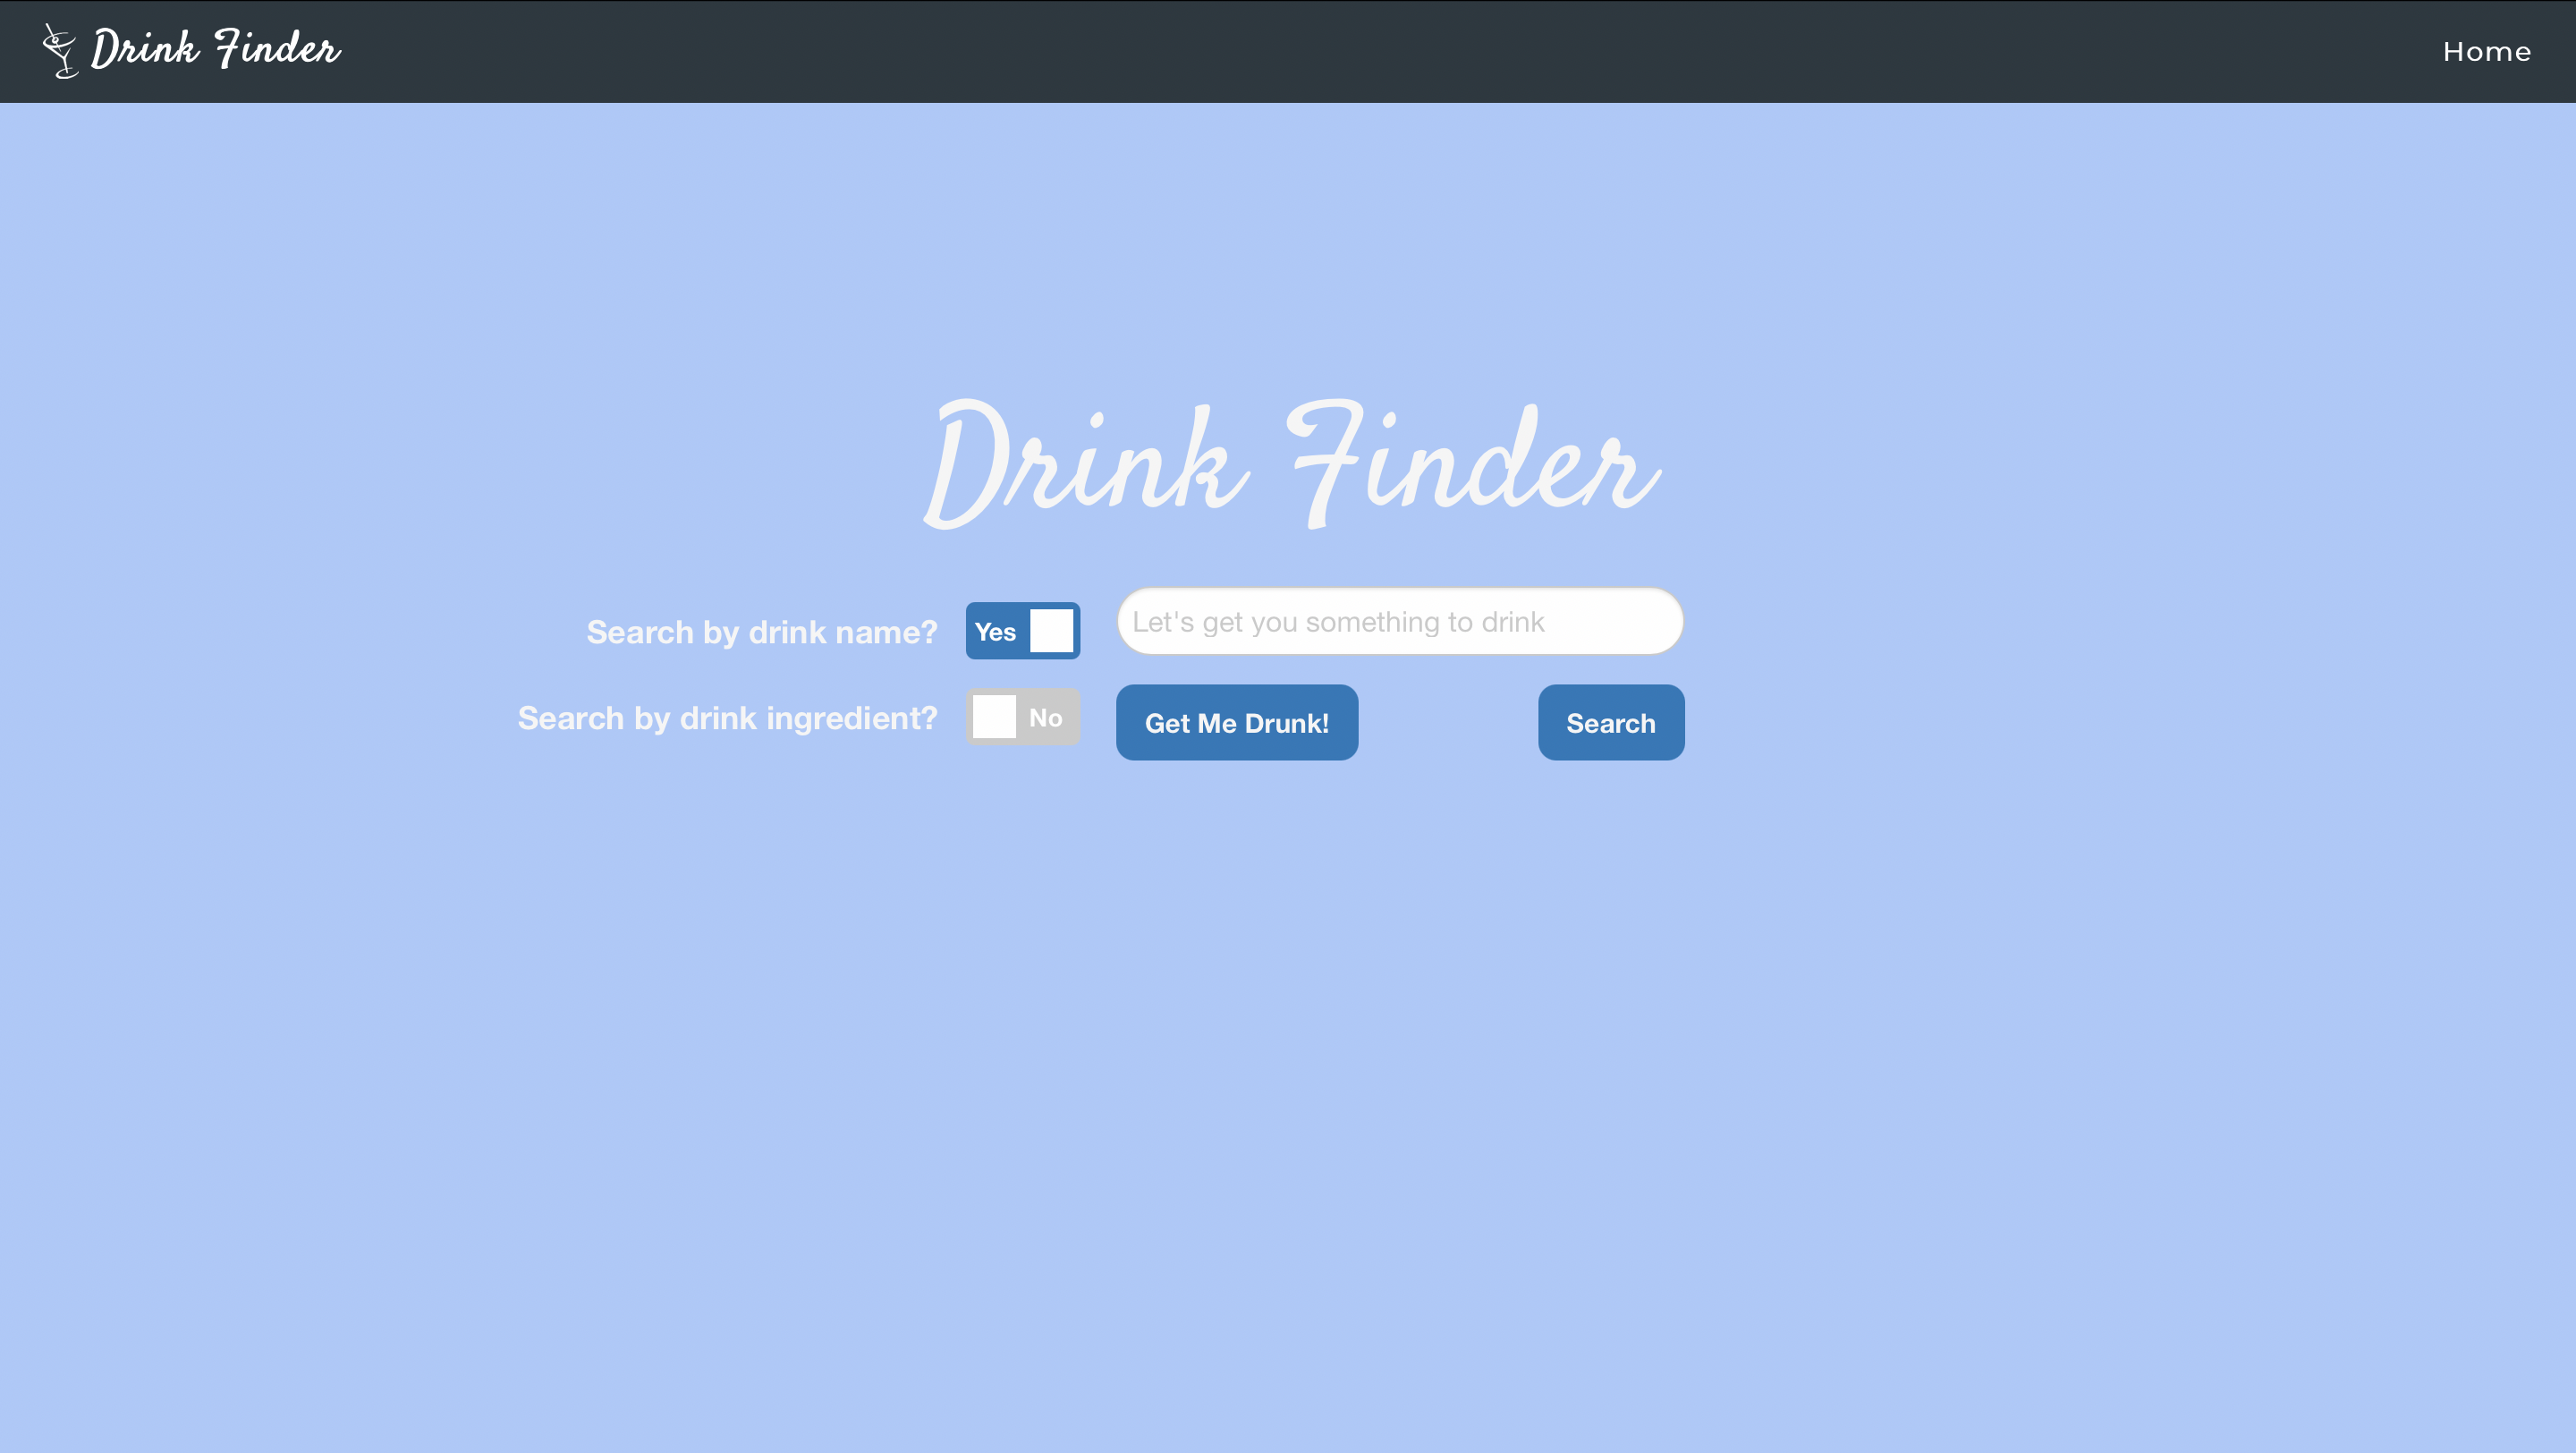 Drink Finder
Home
Drink Finder
Search by drink name?
Yes
Let's get you something to drink
Search by drink ingredient?
No
Get Me Drunk!
Search